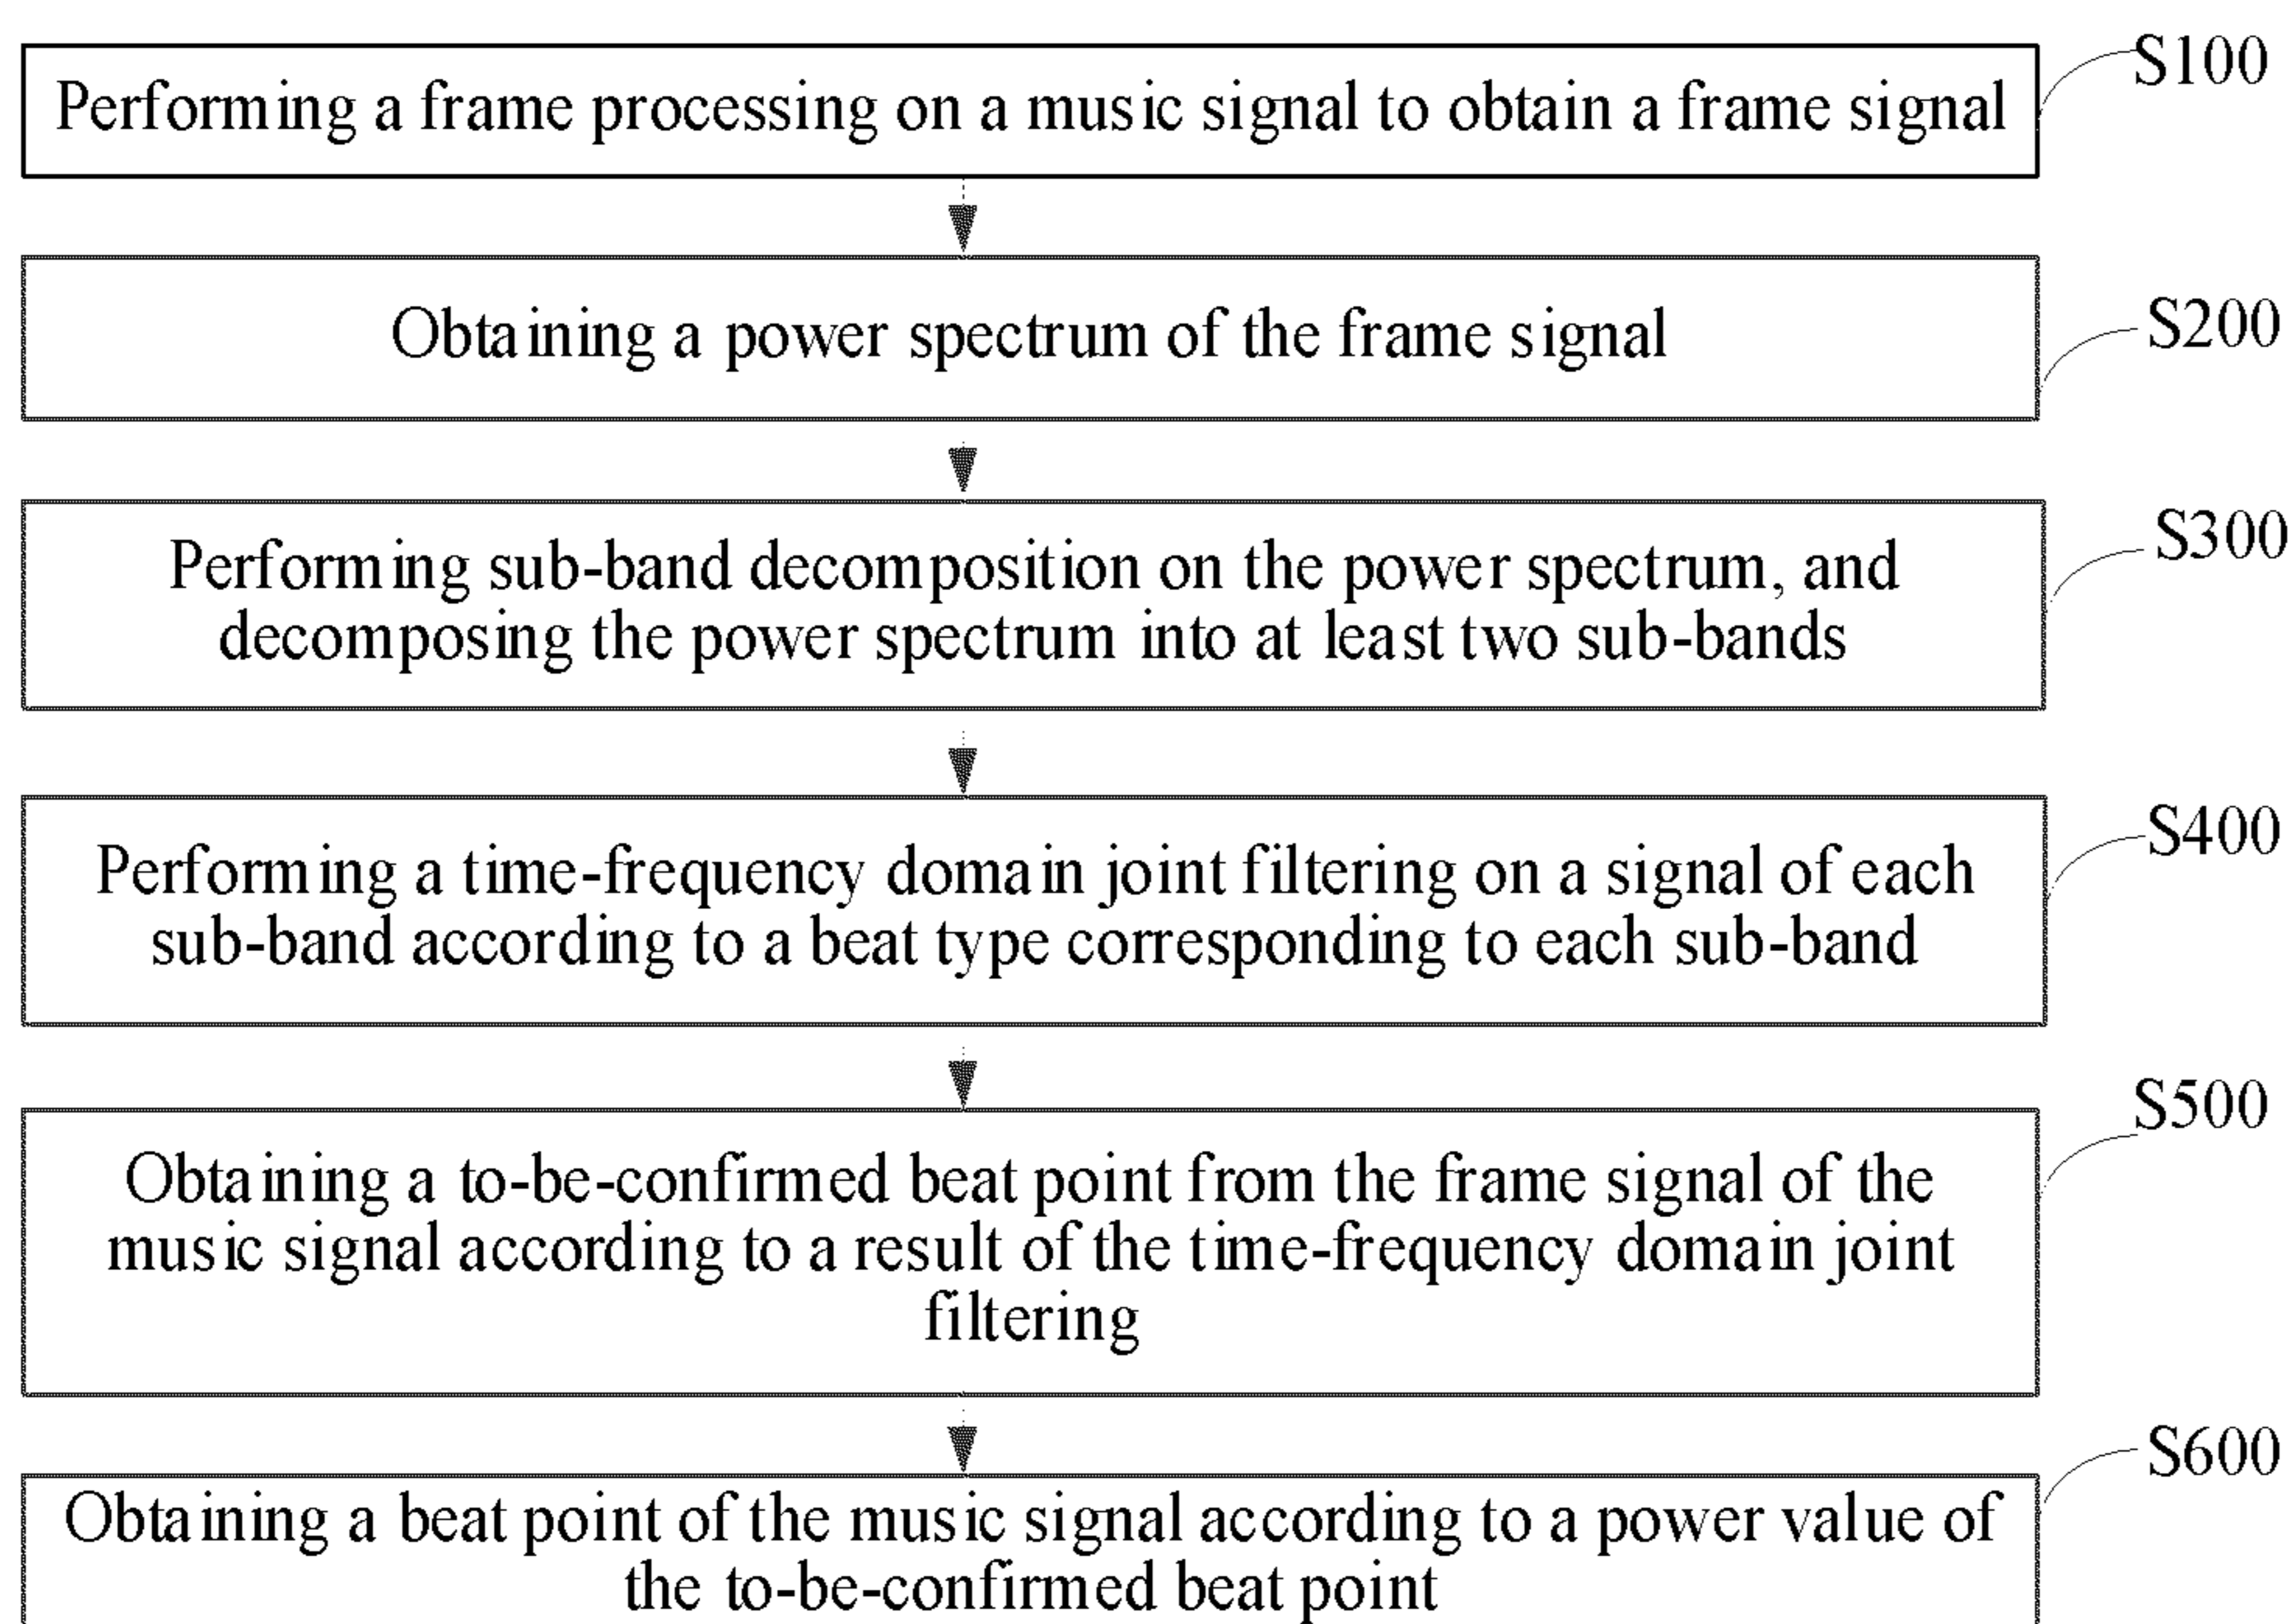 S100
Performing a frame processing on a music signal to obtain a frame signal
S200
Obtaining a power spectrum of the frame signal
S300
Performing sub-band decomposition on the power spectrum, and
decomposing the power spectrum into at least two sub-bands
S400
Performing a time-frequency domain joint filtering on a signal of each
sub-band according to a beat type corresponding to each sub-band
S500
Obtaining a to-be-confirmed beat point from the frame signal of the
music signal according to a result of the time-frequency domain joint
filtering
S600
Obtaining a beat point of the music signal according to a power value of
the to-be-confirmed beat point